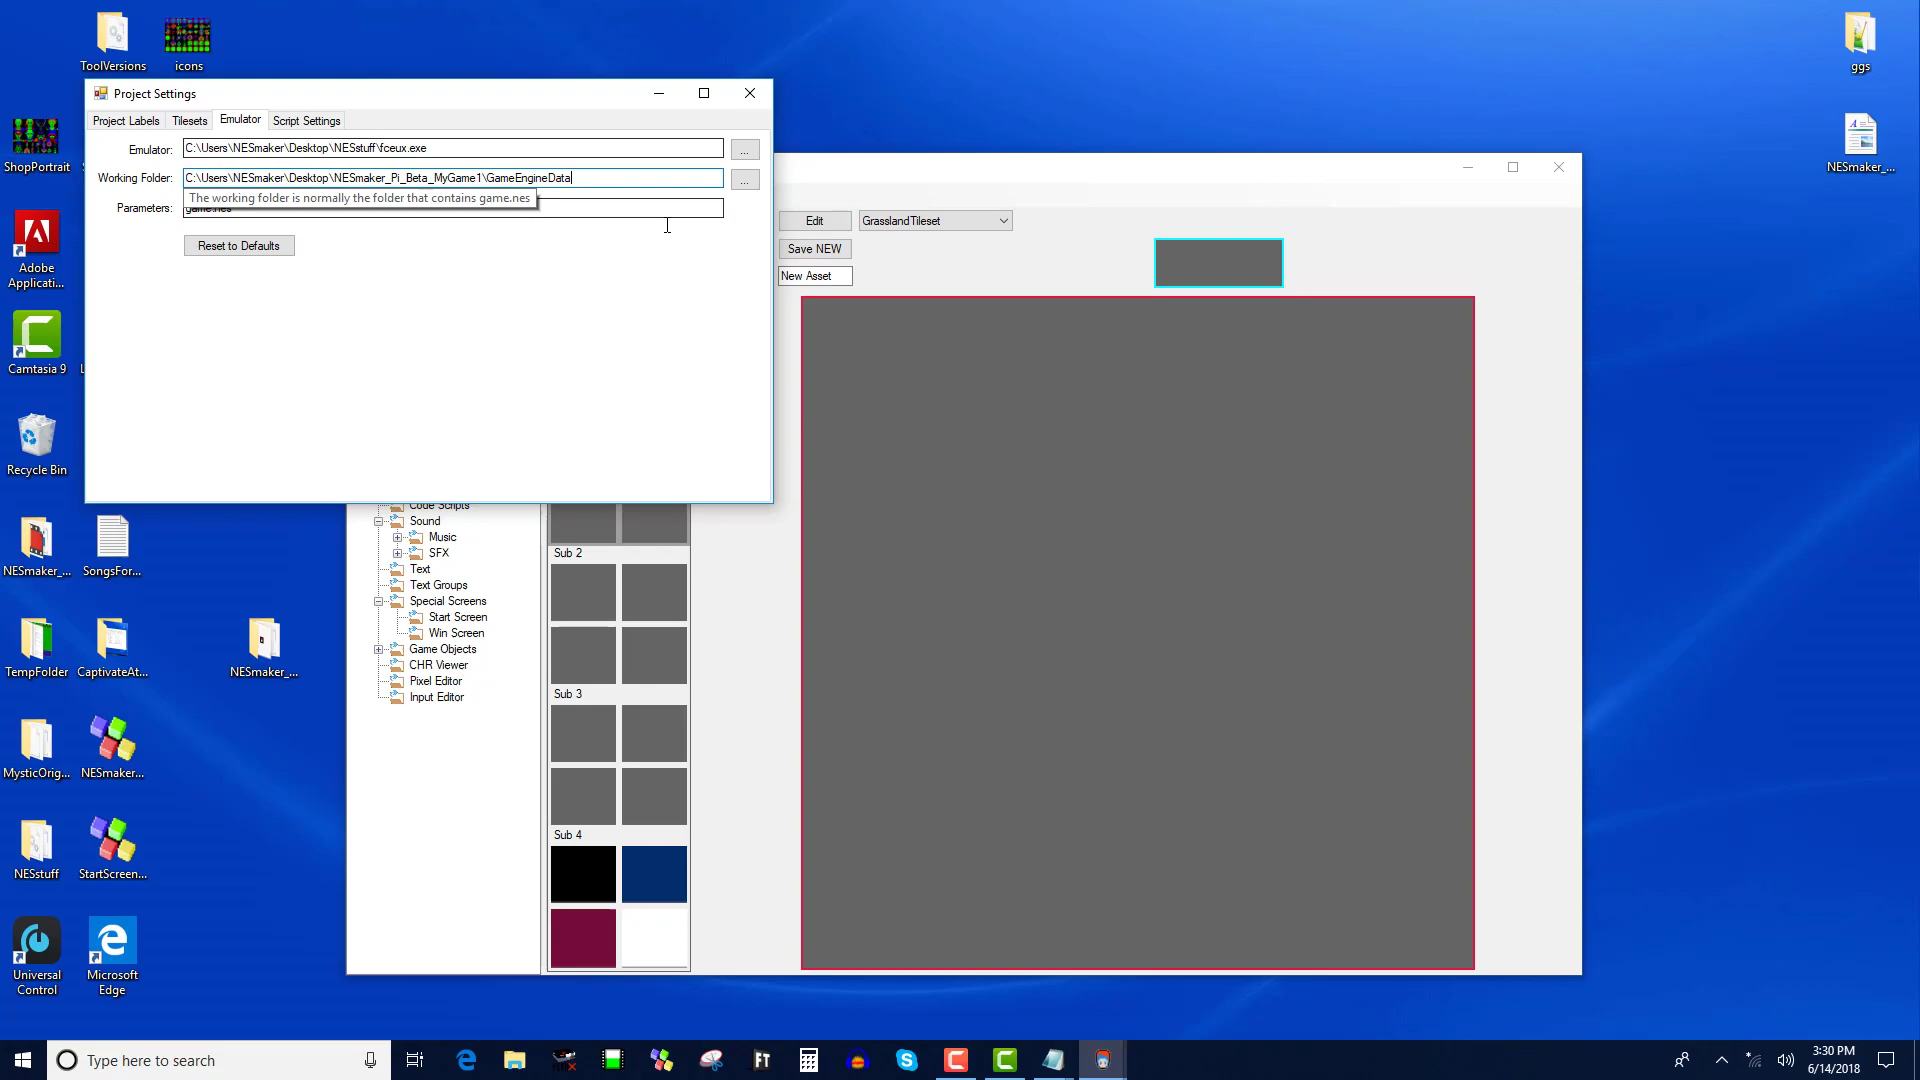 ToolVersions
icons
ggs
ShopPortrait
NESmaker_...
Adobe
Applicati...
Camtasia 9
Recycle Bin
NESmaker_...
SongsFor...
TempFolder
CaptivateAt...
NESmaker_...
MysticOrig...
NESmaker...
NESstuff
StartScreen...
Universal
Control
Microsoft
Edge
Project Settings
Project Labels
Tilesets
Emulator
Script Settings
Emulator:
C:\Users\NESmaker\Desktop\NESstuff\fceux.exe
...
Working Folder:
C:\Users\NESmaker\Desktop\NESmaker_Pi_Beta_MyGame1\GameEngineData
...
The working folder is normally the folder that contains game.nes
Parameters:
game.nes
Reset to Defaults
Edit
GrasslandTileset
Save NEW
New Asset
Code Scripts
Sound
Music
SFX
Text
Text Groups
Special Screens
Start Screen
Win Screen
Game Objects
CHR Viewer
Pixel Editor
Input Editor
Sub 2
Sub 3
Sub 4
Type here to search
FT
3:30 PM
6/14/2018